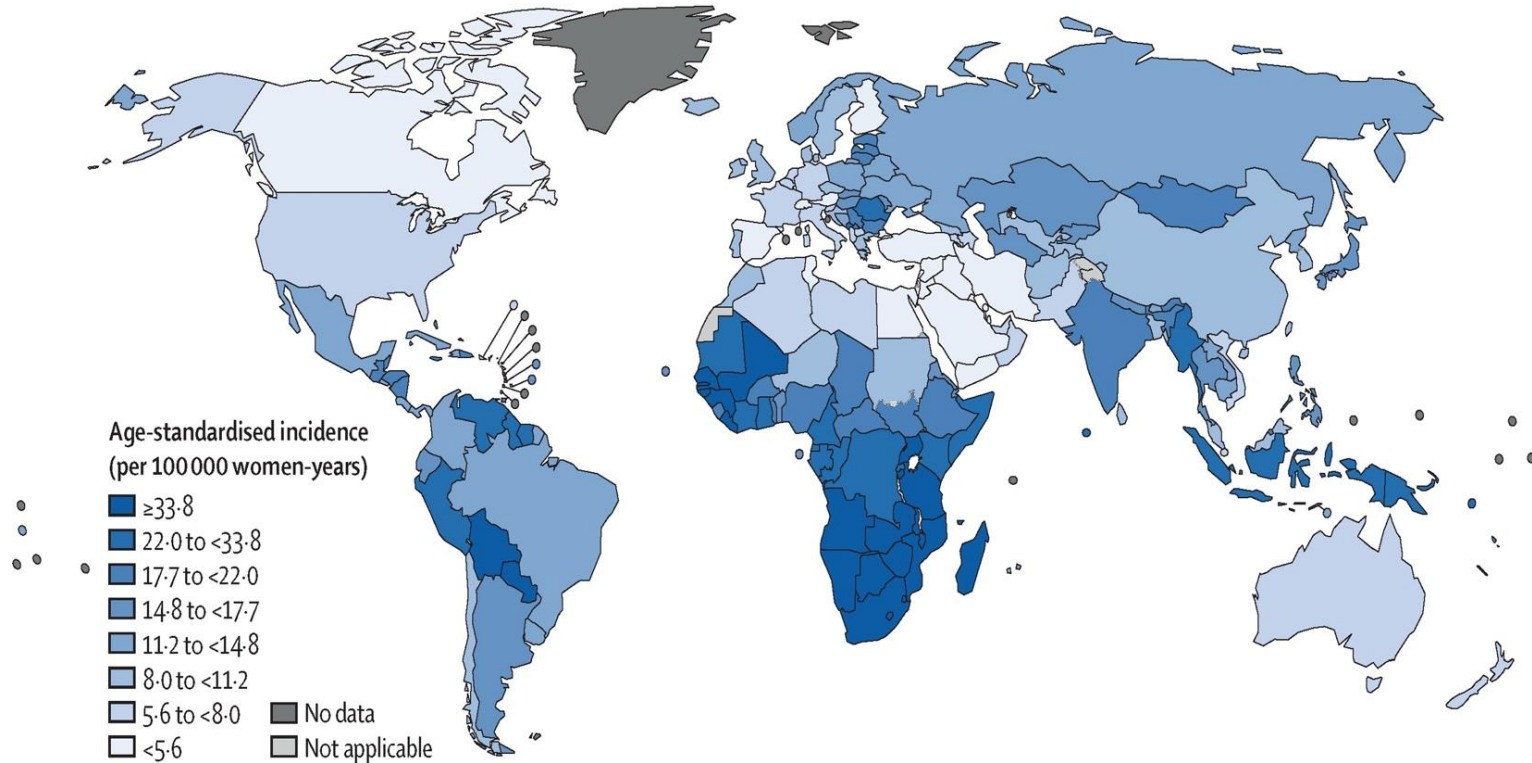 Age-standardised incidence
(per 100 000 women-years)
≥33·8
22·0 to <33·8
17·7 to <22·0
14·8 to <17·7
11·2 to <14·8
8·0 to <11·2
5·6 to <8·0
<5·6
No data
Not applicable